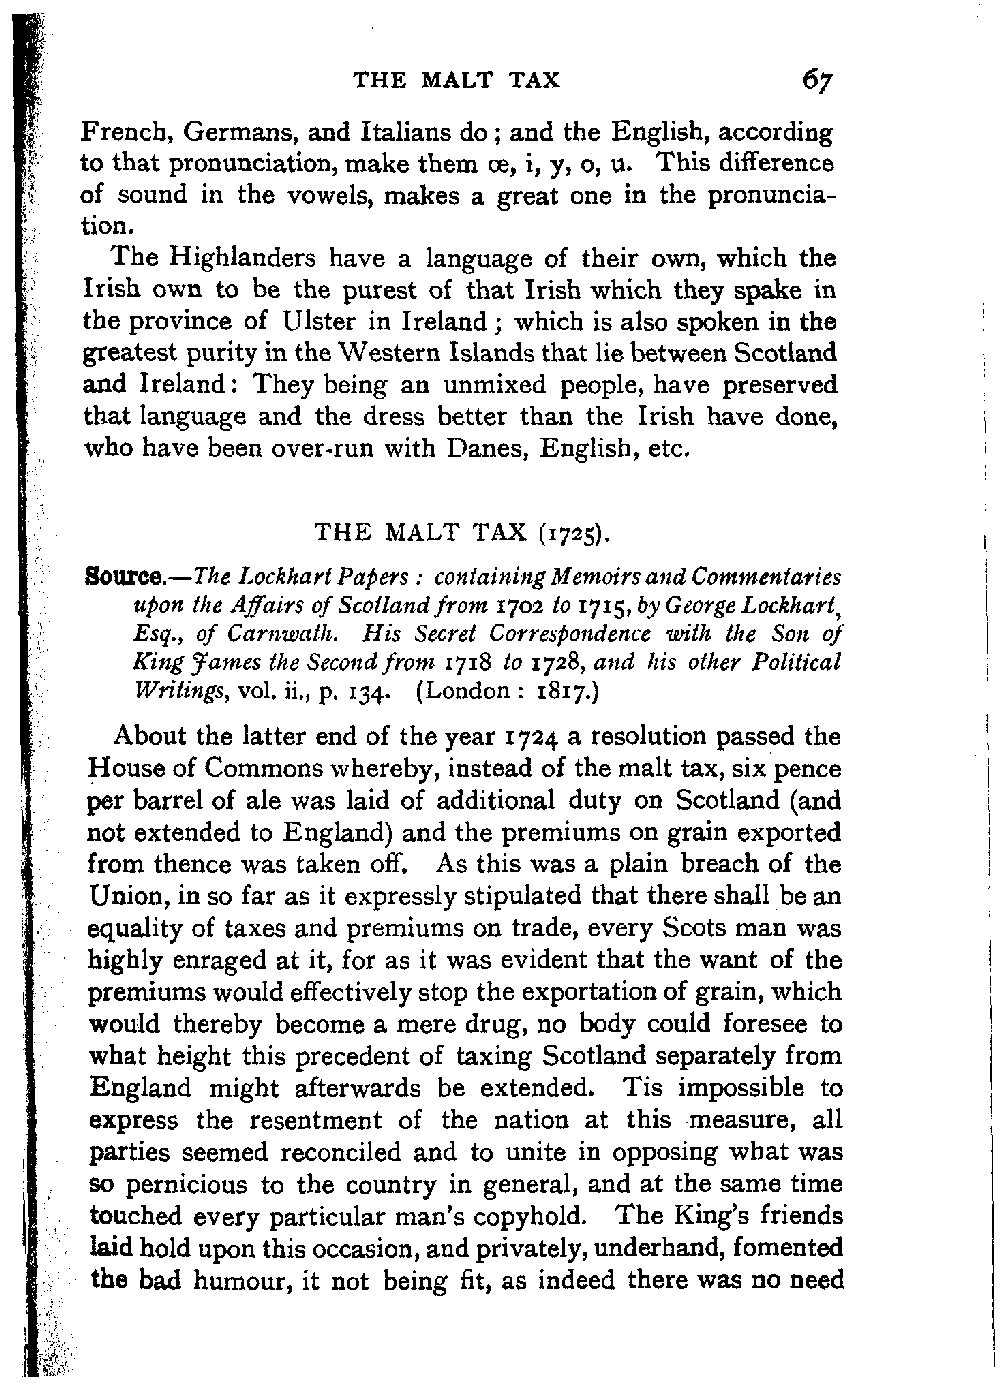 THE MALT TAX 67
French, Germans, and Italians do; and the English, according
to that pronunciation, make them œ, i, y, o, u. This difference
of sound in the vowels, makes a great one in the pronuncia-
tion.
The Highlanders have a language of their own, which the
Irish own to be the purest of that Irish which they spake in
the province of Ulster in Ireland; which is also spoken in the
greatest purity in the Western Islands that lie between Scotland
and Ireland: They being an unmixed people, have preserved
that language and the dress better than the Irish have done,
who have been over-run with Danes, English, etc.
THE MALT TAX (1725).
Source.—The Lockhart Papers: containing Memoirs and Commentaries
upon the Affairs of Scotland from 1702 to 1715, by George Lockhart,
Esq., of Carnwath. His Secret Correspondence with the Son of
King James the Second from 1718 to 1728, and his other Political
Writings, vol. ii., p. 134. (London: 1817.)
About the latter end of the year 1724 a resolution passed the
House of Commons whereby, instead of the malt tax, six pence
per barrel of ale was laid of additional duty on Scotland (and
not extended to England) and the premiums on grain exported
from thence was taken off. As this was a plain breach of the
Union, in so far as it expressly stipulated that there shall be an
equality of taxes and premiums on trade, every Scots man was
highly enraged at it, for as it was evident that the want of the
premiums would effectively stop the exportation of grain, which
would thereby become a mere drug, no body could foresee to
what height this precedent of taxing Scotland separately from
England might afterwards be extended. Tis impossible to
express the resentment of the nation at this measure, all
parties seemed reconciled and to unite in opposing what was
so pernicious to the country in general, and at the same time
touched every particular man's copyhold. The King's friends
laid hold upon this occasion, and privately, underhand, fomented
the bad humour, it not being fit, as indeed there was no need